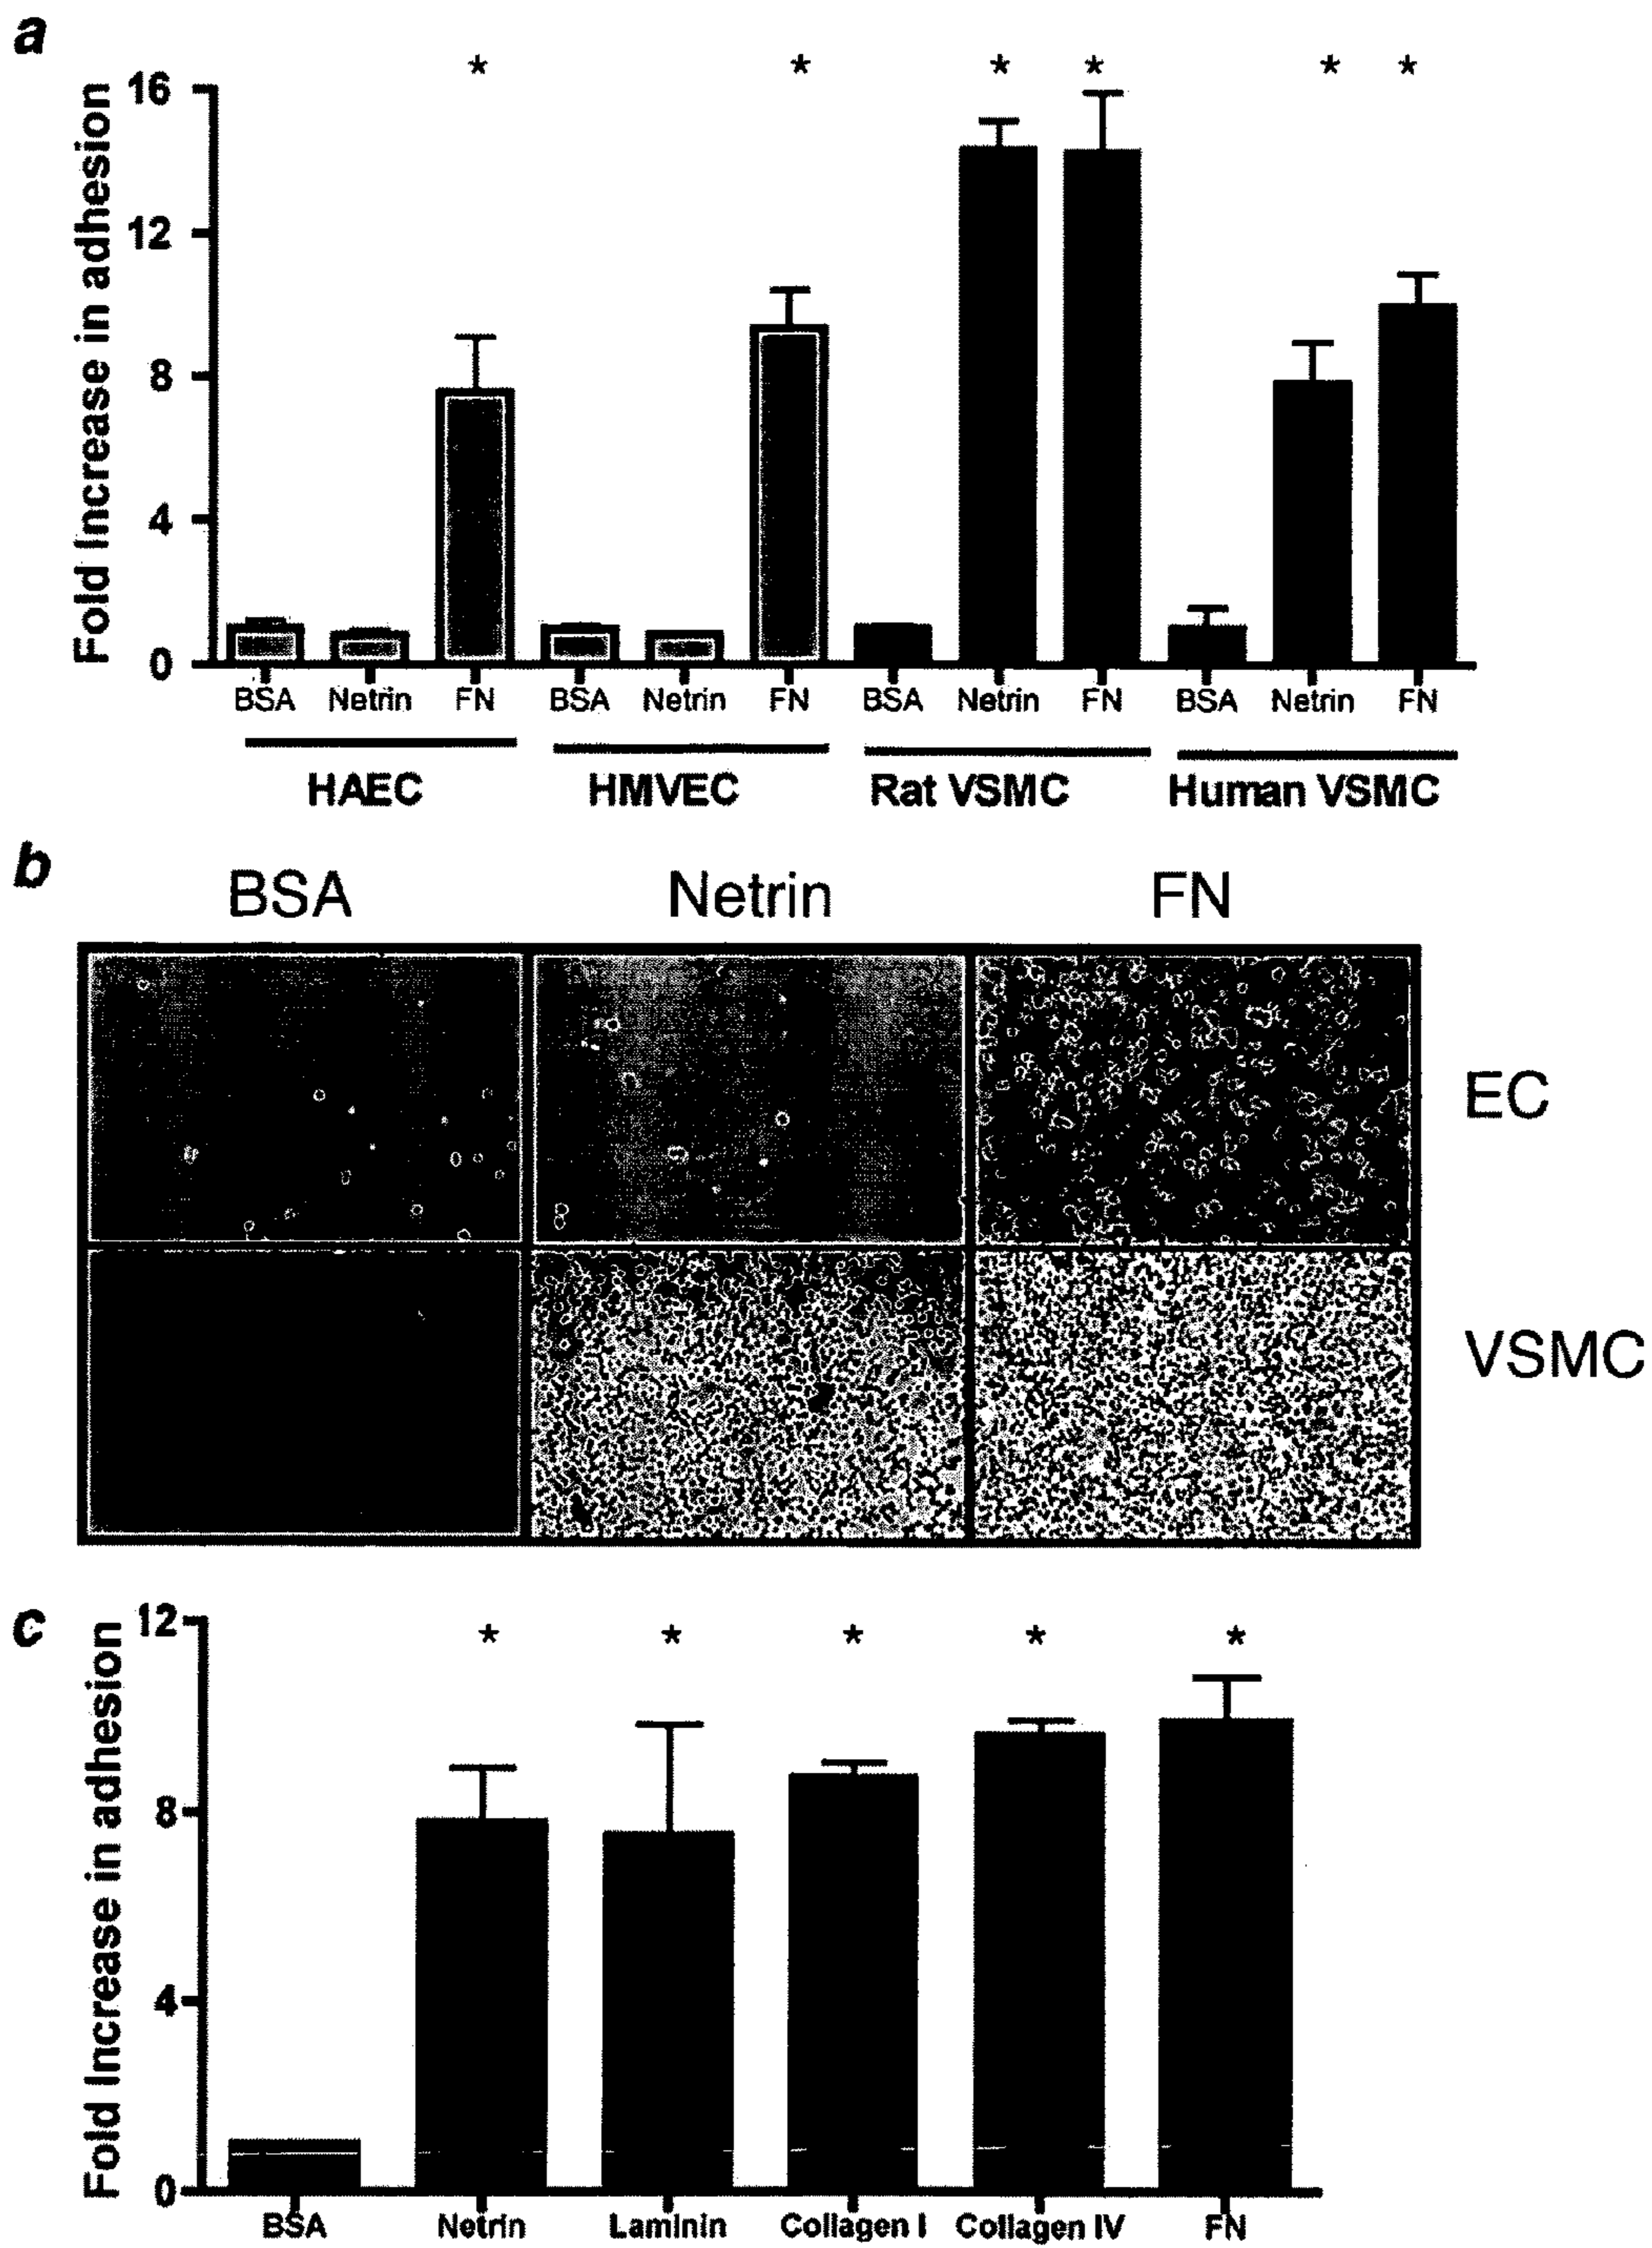 a
* * * * * *
Fold Increase in adhesion
16
12
8
4
0
BSA Netrin FN BSA Netrin FN BSA Netrin FN BSA Netrin FN
HAEC HMVEC Rat VSMC Human VSMC
b
BSA Netrin FN
EC
VSMC
c
* * * * *
Fold Increase in adhesion
12
8
4
0
BSA Netrin Laminin Collagen I Collagen IV FN